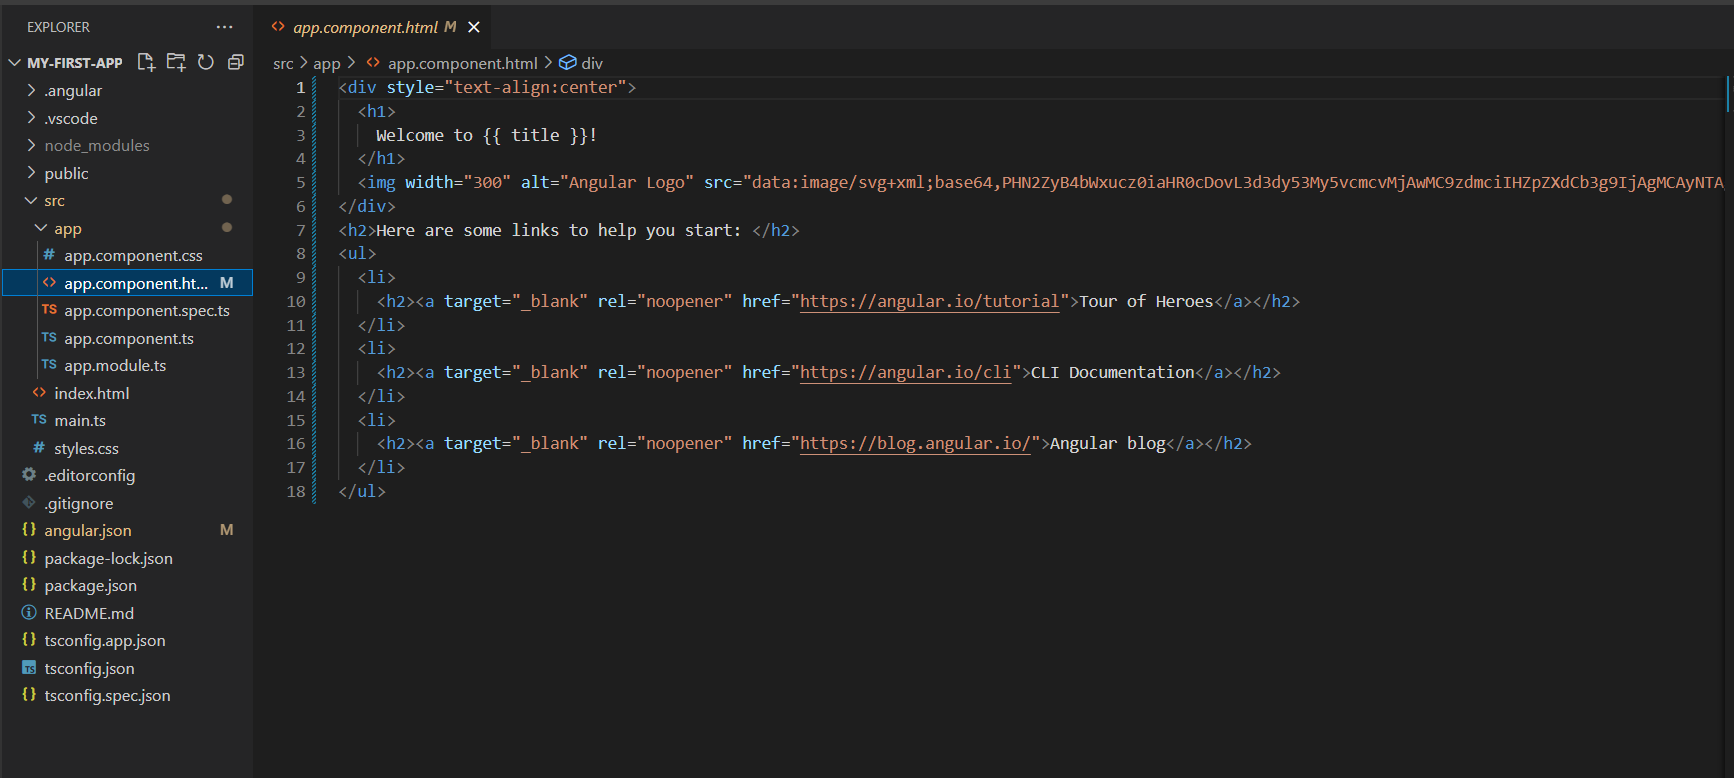 EXPLORER
MY-FIRST-APP
.angular
.vscode
node_modules
public
src
app
# app.component.css
<> app.component.ht... M
TS app.component.spec.ts
TS app.component.ts
TS app.module.ts
<> index.html
TS main.ts
# styles.css
.editorconfig
.gitignore
{} angular.json M
{} package-lock.json
{} package.json
README.md
{} tsconfig.app.json
TS tsconfig.json
{} tsconfig.spec.json
<> app.component.html M
src > app > <> app.component.html > div
1 <div style="text-align:center">
2 <h1>
3 Welcome to {{ title }}!
4 </h1>
5 <img width="300" alt="Angular Logo" src="data:image/svg+xml;base64,PHN2ZyB4bWxucz0iaHR0cDovL3d3dy53My5vcmcvMjAwMC9zdmciIHZpZXdCb3g9IjAgMCAyNTA
6 </div>
7 <h2>Here are some links to help you start: </h2>
8 <ul>
9 <li>
10 <h2><a target="_blank" rel="noopener" href="https://angular.io/tutorial">Tour of Heroes</a></h2>
11 </li>
12 <li>
13 <h2><a target="_blank" rel="noopener" href="https://angular.io/cli">CLI Documentation</a></h2>
14 </li>
15 <li>
16 <h2><a target="_blank" rel="noopener" href="https://blog.angular.io/">Angular blog</a></h2>
17 </li>
18 </ul>